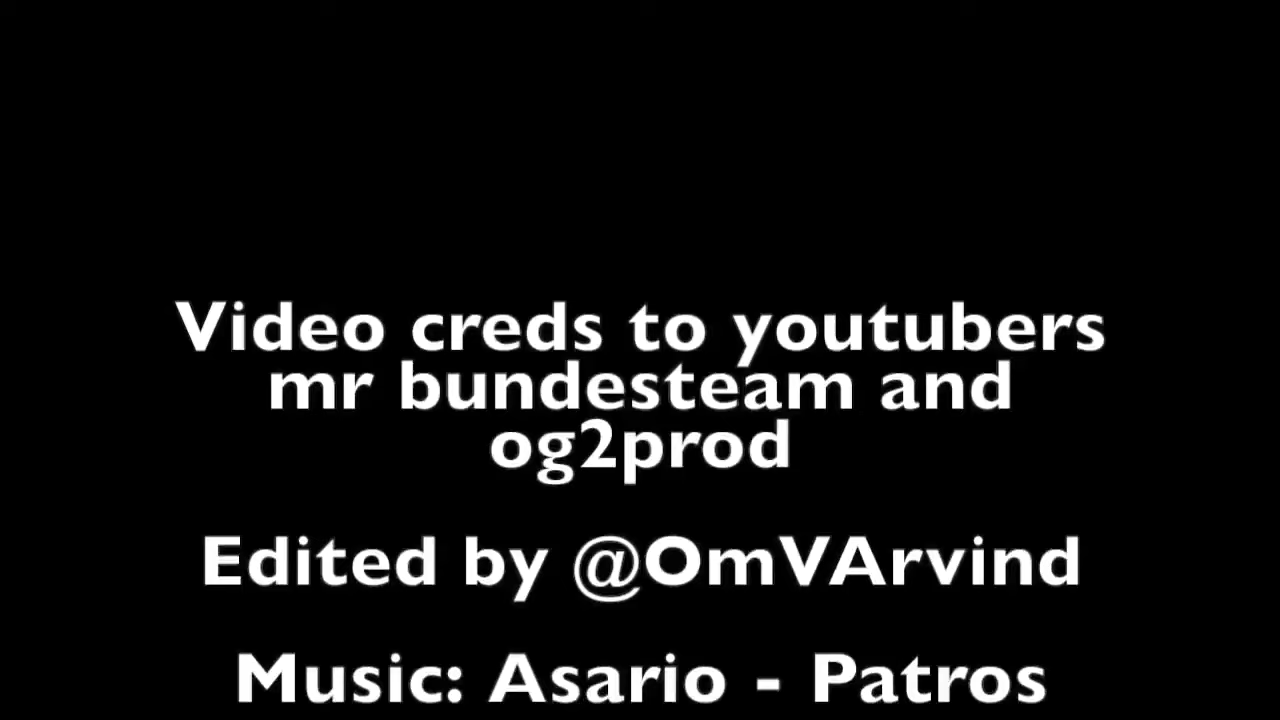 Video creds to youtubers
mr bundesteam and
og2prod
Edited by @OmVArvind
Music: Asario - Patros